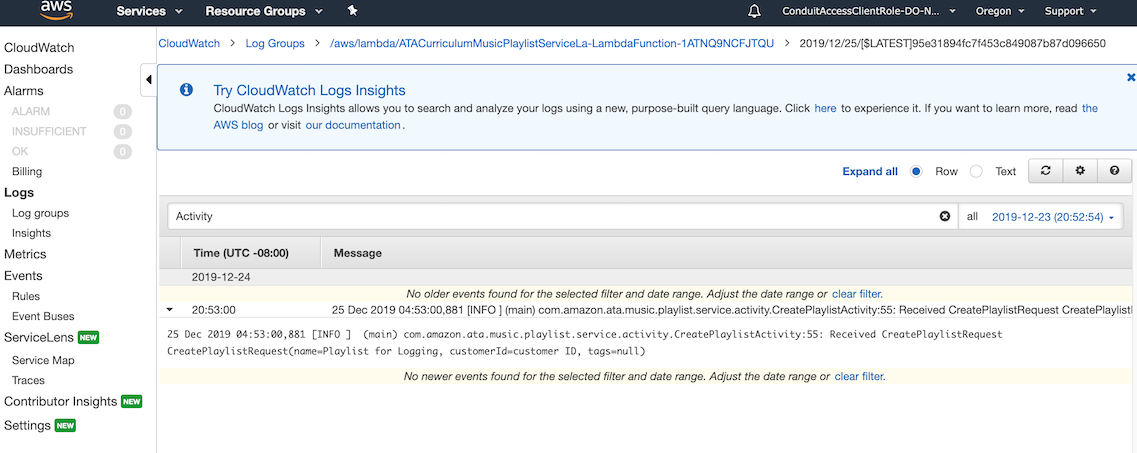 aws Services Resource Groups ConduitAccessClientRole-DO-N... Oregon Support
CloudWatch > Log Groups > /aws/lambda/ATACurriculumMusicPlaylistServiceLa-LambdaFunction-1ATNQ9NCFJTQU > 2019/12/25/[$LATEST]95e31894fc7f453c849087b87d096650
CloudWatch
Dashboards
Alarms
ALARM 0
INSUFFICIENT 0
OK 0
Billing
Logs
Log groups
Insights
Metrics
Events
Rules
Event Buses
ServiceLens NEW
Service Map
Traces
Contributor Insights NEW
Settings NEW
Try CloudWatch Logs Insights
CloudWatch Logs Insights allows you to search and analyze your logs using a new, purpose-built query language. Click here to experience it. If you want to learn more, read the
AWS blog or visit our documentation.
Expand all Row Text
Activity all 2019-12-23 (20:52:54)
Time (UTC -08:00) Message
2019-12-24
No older events found for the selected filter and date range. Adjust the date range or clear filter.
20:53:00 25 Dec 2019 04:53:00,881 [INFO ] (main) com.amazon.ata.music.playlist.service.activity.CreatePlaylistActivity:55: Received CreatePlaylistRequest CreatePlaylist
25 Dec 2019 04:53:00,881 [INFO ] (main) com.amazon.ata.music.playlist.service.activity.CreatePlaylistActivity:55: Received CreatePlaylistRequest
CreatePlaylistRequest(name=Playlist for Logging, customerId=customer ID, tags=null)
No newer events found for the selected filter and date range. Adjust the date range or clear filter.